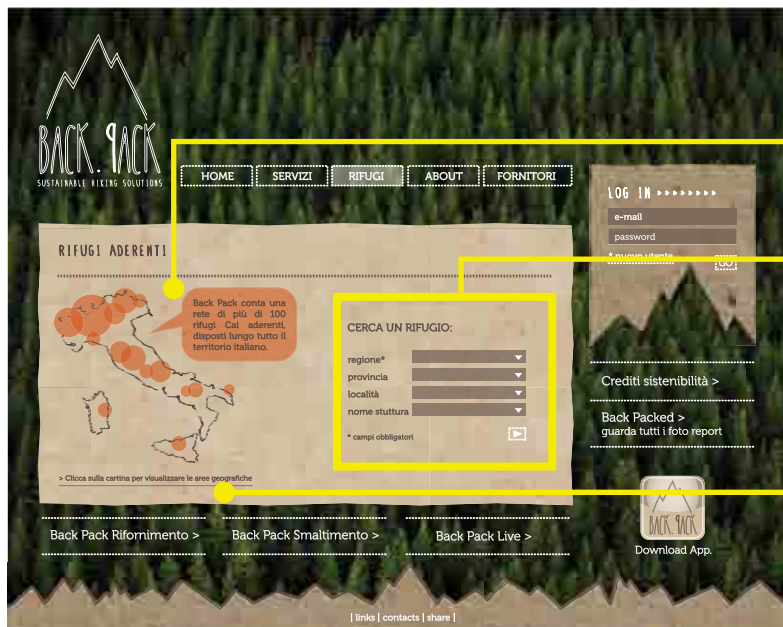 BACK.PACK
SUSTAINABLE HIKING SOLUTIONS
HOME
SERVIZI
RIFUGI
ABOUT
FORNITORI
LOG IN
e-mail
password
* nuovo utente
GO
RIFUGI ADERENTI
Back Pack conta una
rete di più di 100
rifugi Cai aderenti,
disposti lungo tutto il
territorio italiano.
CERCA UN RIFUGIO:
regione*
provincia
località
nome stuttura
* campi obbligatori
> Clicca sulla cartina per visualizzare le aree geografiche
Crediti sistenibilità >
Back Packed >
guarda tutti i foto report
BACK.PACK
Download App.
Back Pack Rifornimento >
Back Pack Smaltimento >
Back Pack Live >
| links | contacts | share |